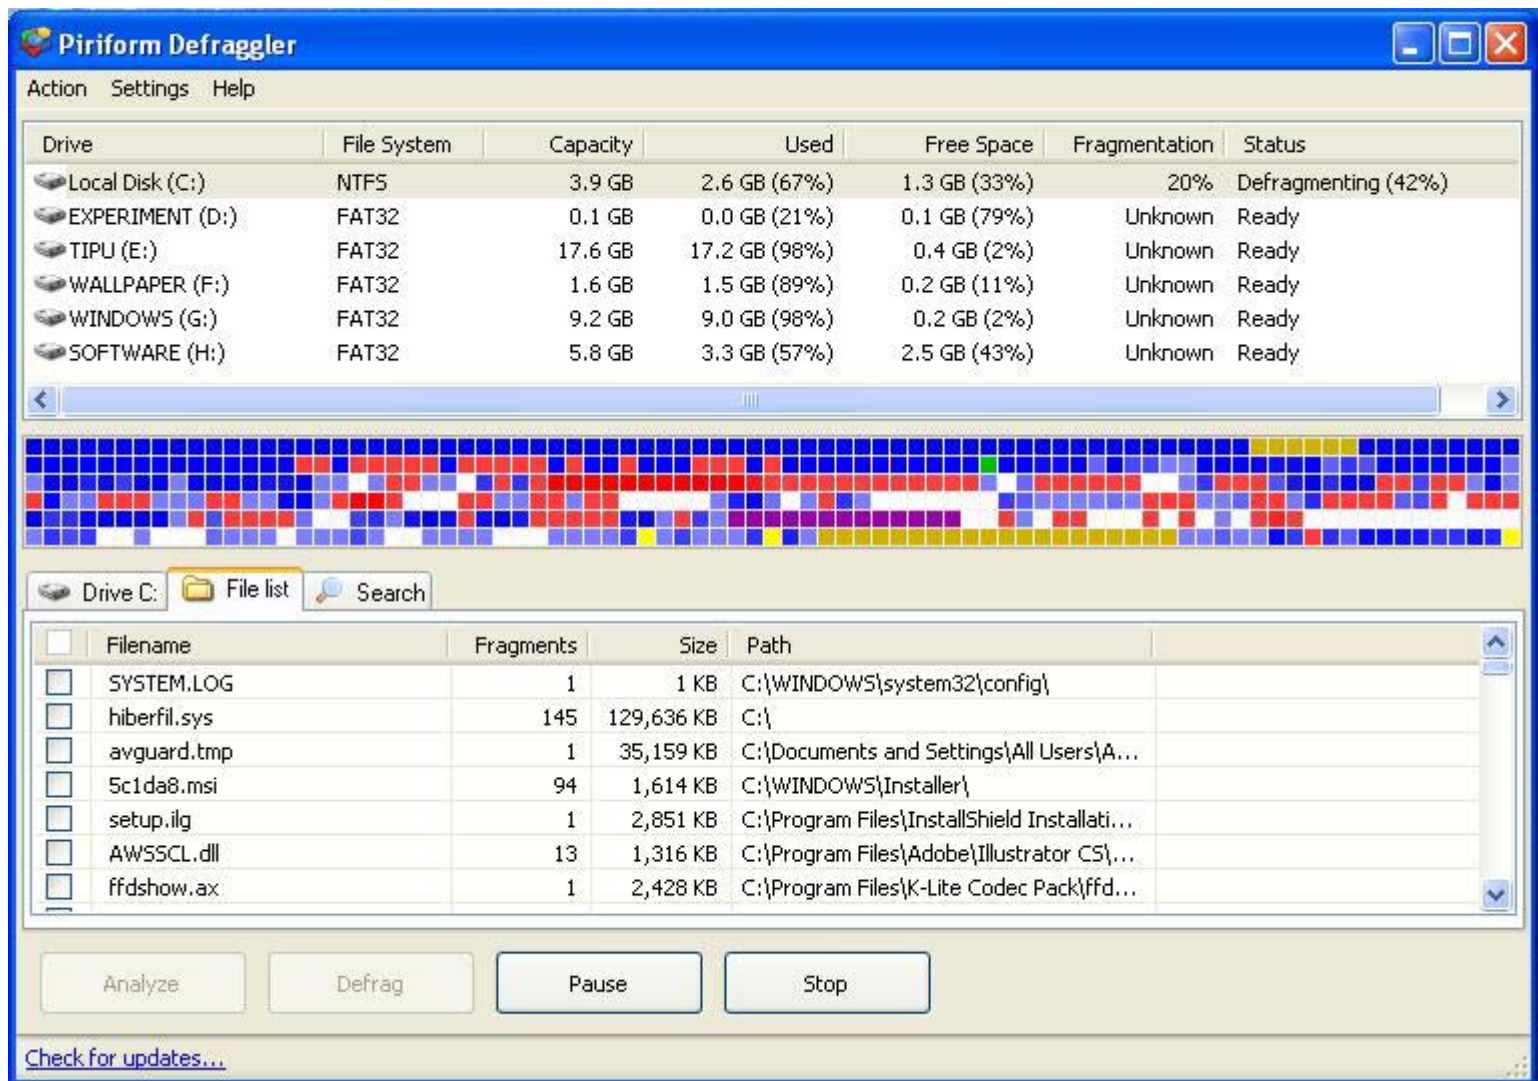 Piriform Defraggler
Action Settings Help
Drive File System Capacity Used Free Space Fragmentation Status
Local Disk (C:) NTFS 3.9 GB 2.6 GB (67%) 1.3 GB (33%) 20% Defragmenting (42%)
EXPERIMENT (D:) FAT32 0.1 GB 0.0 GB (21%) 0.1 GB (79%) Unknown Ready
TIPU (E:) FAT32 17.6 GB 17.2 GB (98%) 0.4 GB (2%) Unknown Ready
WALLPAPER (F:) FAT32 1.6 GB 1.5 GB (89%) 0.2 GB (11%) Unknown Ready
WINDOWS (G:) FAT32 9.2 GB 9.0 GB (98%) 0.2 GB (2%) Unknown Ready
SOFTWARE (H:) FAT32 5.8 GB 3.3 GB (57%) 2.5 GB (43%) Unknown Ready
Drive C: File list Search
Filename Fragments Size Path
SYSTEM.LOG 1 1 KB C:\WINDOWS\system32\config\
hiberfil.sys 145 129,636 KB C:\
avguard.tmp 1 35,159 KB C:\Documents and Settings\All Users\A...
5c1da8.msi 94 1,614 KB C:\WINDOWS\Installer\
setup.ilg 1 2,851 KB C:\Program Files\InstallShield Installati...
AWSSCL.dll 13 1,316 KB C:\Program Files\Adobe\Illustrator CS\...
ffdshow.ax 1 2,428 KB C:\Program Files\K-Lite Codec Pack\ffd...
Analyze Defrag Pause Stop
Check for updates...